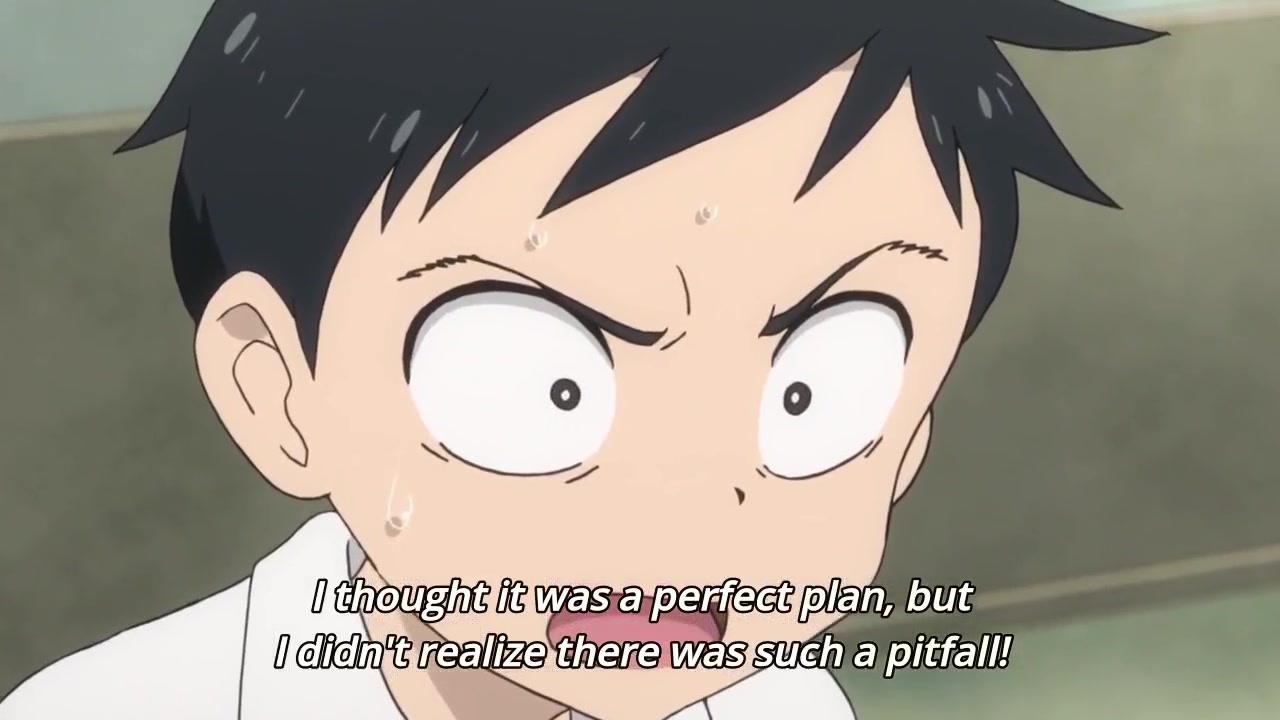 I thought it was a perfect plan, but
I didn't realize there was such a pitfall!